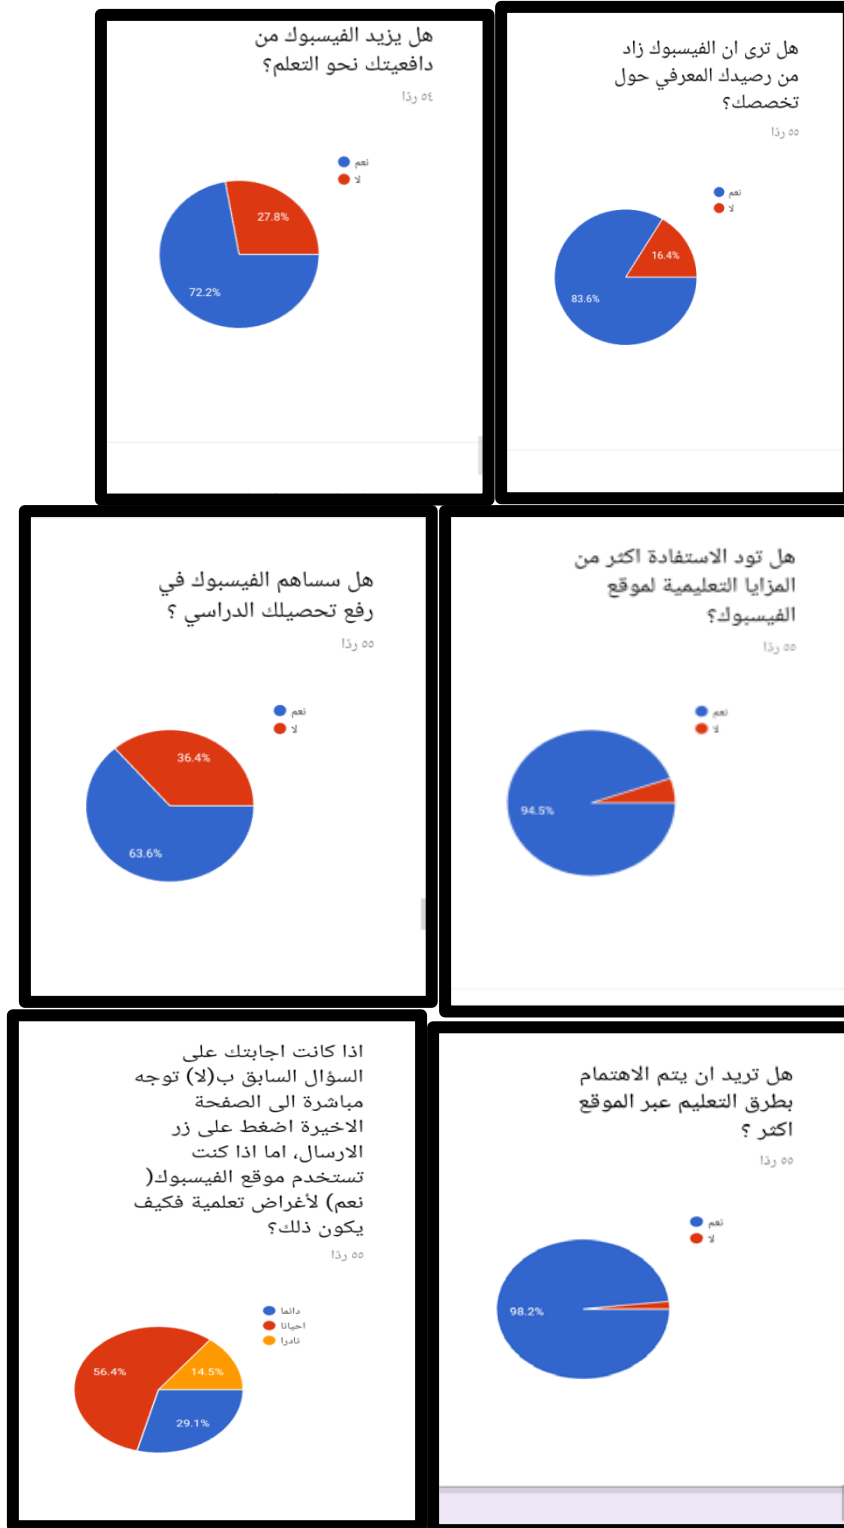 هل ترى ان الفيسبوك زاد
من رصيدك المعرفي حول
تخصصك؟
٥٥ ردًا
نعم
لا
16.4%
83.6%
هل يزيد الفيسبوك من
دافعيتك نحو التعلم؟
٥٤ ردًا
نعم
لا
27.8%
72.2%
هل تود الاستفادة اكثر من
المزايا التعليمية لموقع
الفيسبوك؟
٥٥ ردًا
نعم
لا
94.5%
هل سساهم الفيسبوك في
رفع تحصيلك الدراسي ؟
٥٥ ردًا
نعم
لا
36.4%
63.6%
هل تريد ان يتم الاهتمام
بطرق التعليم عبر الموقع
اكثر ؟
٥٥ ردًا
نعم
لا
98.2%
اذا كانت اجابتك على
السؤال السابق ب(لا) توجه
مباشرة الى الصفحة
الاخيرة اضغط على زر
الارسال، اما اذا كنت
تستخدم موقع الفيسبوك(
نعم) لأغراض تعلمية فكيف
يكون ذلك؟
٥٥ ردًا
دائما
احيانا
نادرا
56.4%
14.5%
29.1%